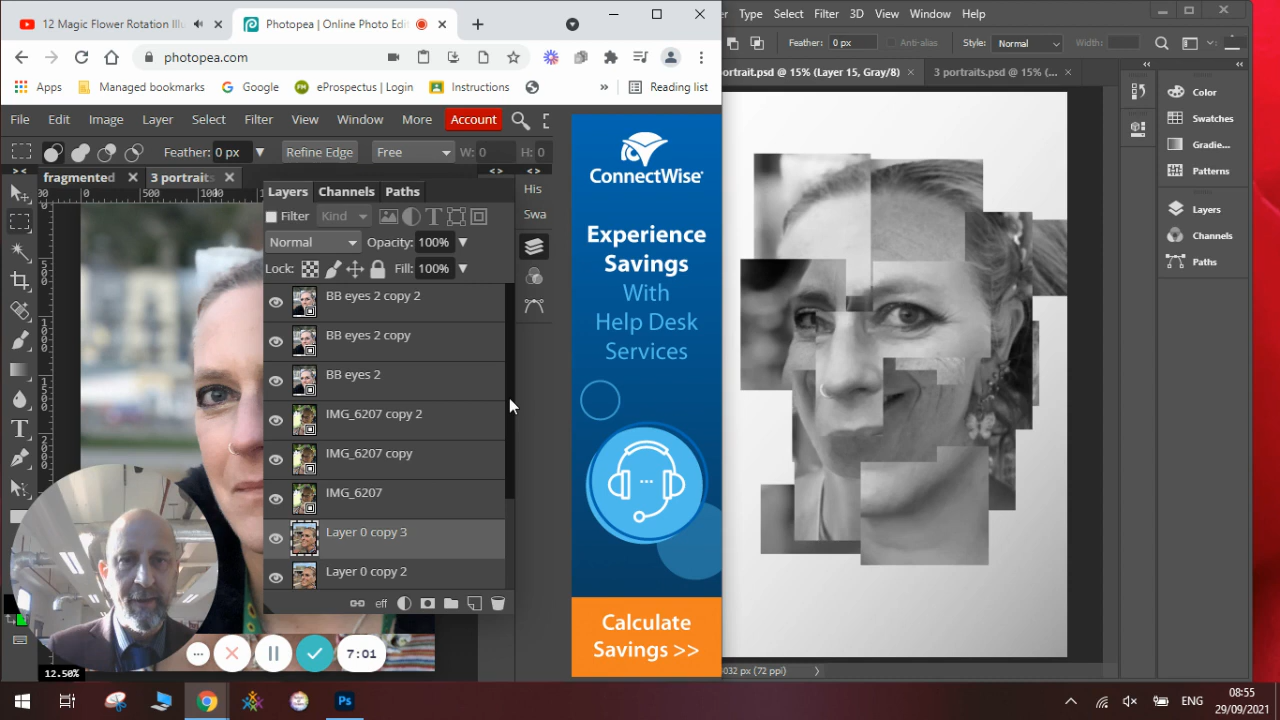 12 Magic Flower Rotation Illu
Photopea | Online Photo Edit
photopea.com
Apps
Managed bookmarks
Google
eProspectus | Login
Instructions
»
Reading list
File Edit Image Layer Select Filter View Window More Account
Feather: 0 px Refine Edge Free W: 0 H: 0
fragmented
3 portraits
0 500 1000
Layers Channels Paths
Filter Kind
Normal Opacity: 100%
Lock: Fill: 100%
BB eyes 2 copy 2
BB eyes 2 copy
BB eyes 2
IMG_6207 copy 2
IMG_6207 copy
IMG_6207
Layer 0 copy 3
Layer 0 copy 2
eff
His
Swa
12.50%
7:01
ConnectWise
Experience
Savings
With
Help Desk
Services
Calculate
Savings >>
Type Select Filter 3D View Window Help
Feather: 0 px Anti-alias Style: Normal Width:
ortrait.psd @ 15% (Layer 15, Gray/8)
3 portraits.psd @ 15% (...
Color
Swatches
Gradie...
Patterns
Layers
Channels
Paths
032 px (72 ppi)
Ps
ENG
08:55
29/09/2021